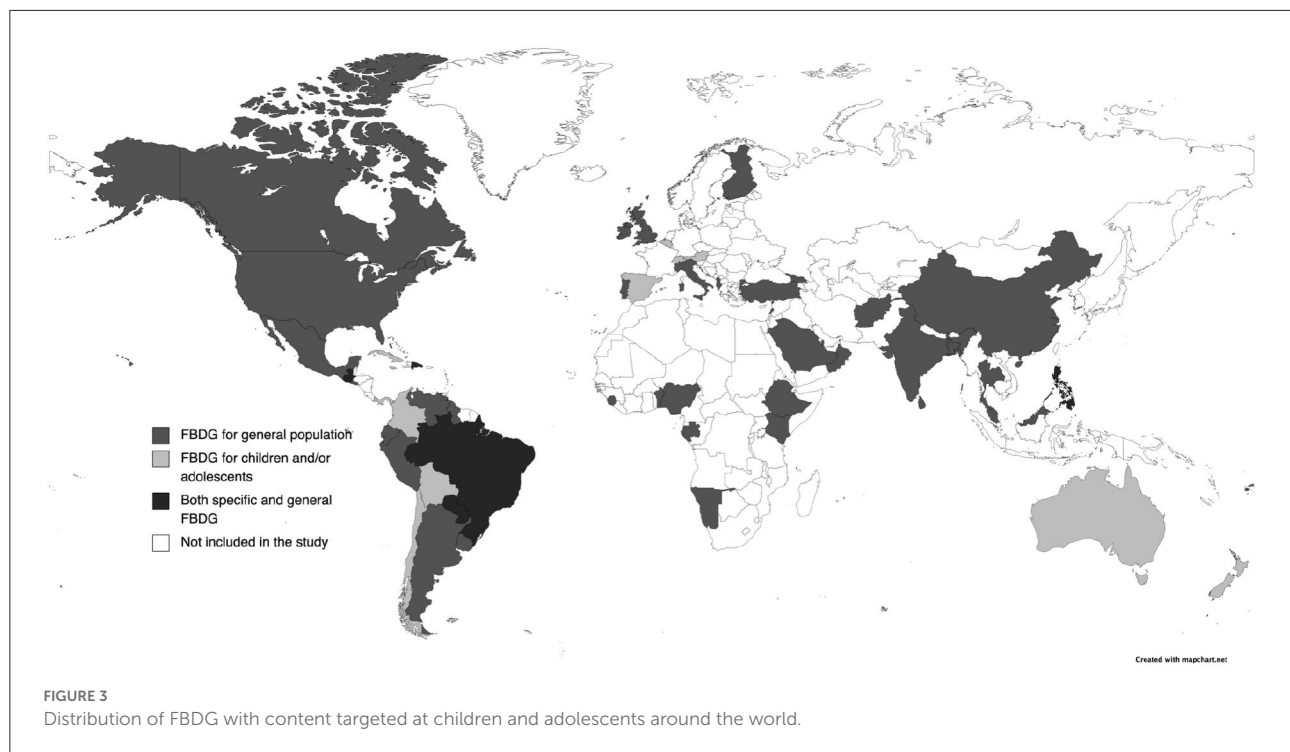 FBDG for general population
FBDG for children and/or
adolescents
Both specific and general
FBDG
Not included in the study
Created with mapchart.net
FIGURE 3
Distribution of FBDG with content targeted at children and adolescents around the world.